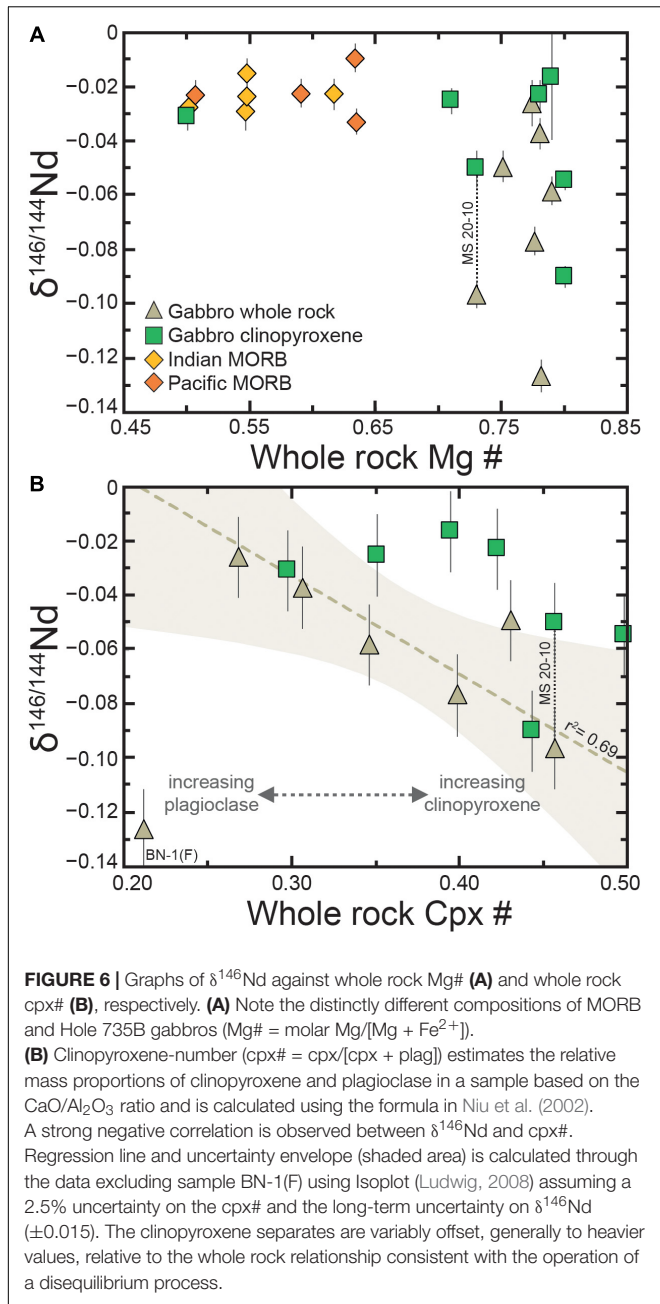 A
0
−0.02
−0.04
−0.06
−0.08
−0.10
−0.12
−0.14
δ146/144Nd
MS 20-10
Gabbro whole rock
Gabbro clinopyroxene
Indian MORB
Pacific MORB
0.45 0.55 0.65 0.75 0.85
Whole rock Mg #
B
0
−0.02
−0.04
−0.06
−0.08
−0.10
−0.12
−0.14
δ146/144Nd
MS 20-10
r²= 0.69
increasing plagioclase
increasing clinopyroxene
BN-1(F)
0.20 0.30 0.40 0.50
Whole rock Cpx #
FIGURE 6 | Graphs of δ146Nd against whole rock Mg# (A) and whole rock
cpx# (B), respectively. (A) Note the distinctly different compositions of MORB
and Hole 735B gabbros (Mg# = molar Mg/[Mg + Fe2+]).
(B) Clinopyroxene-number (cpx# = cpx/[cpx + plag]) estimates the relative
mass proportions of clinopyroxene and plagioclase in a sample based on the
CaO/Al2O3 ratio and is calculated using the formula in Niu et al. (2002).
A strong negative correlation is observed between δ146Nd and cpx#.
Regression line and uncertainty envelope (shaded area) is calculated through
the data excluding sample BN-1(F) using Isoplot (Ludwig, 2008) assuming a
2.5% uncertainty on the cpx# and the long-term uncertainty on δ146Nd
(±0.015). The clinopyroxene separates are variably offset, generally to heavier
values, relative to the whole rock relationship consistent with the operation of
a disequilibrium process.